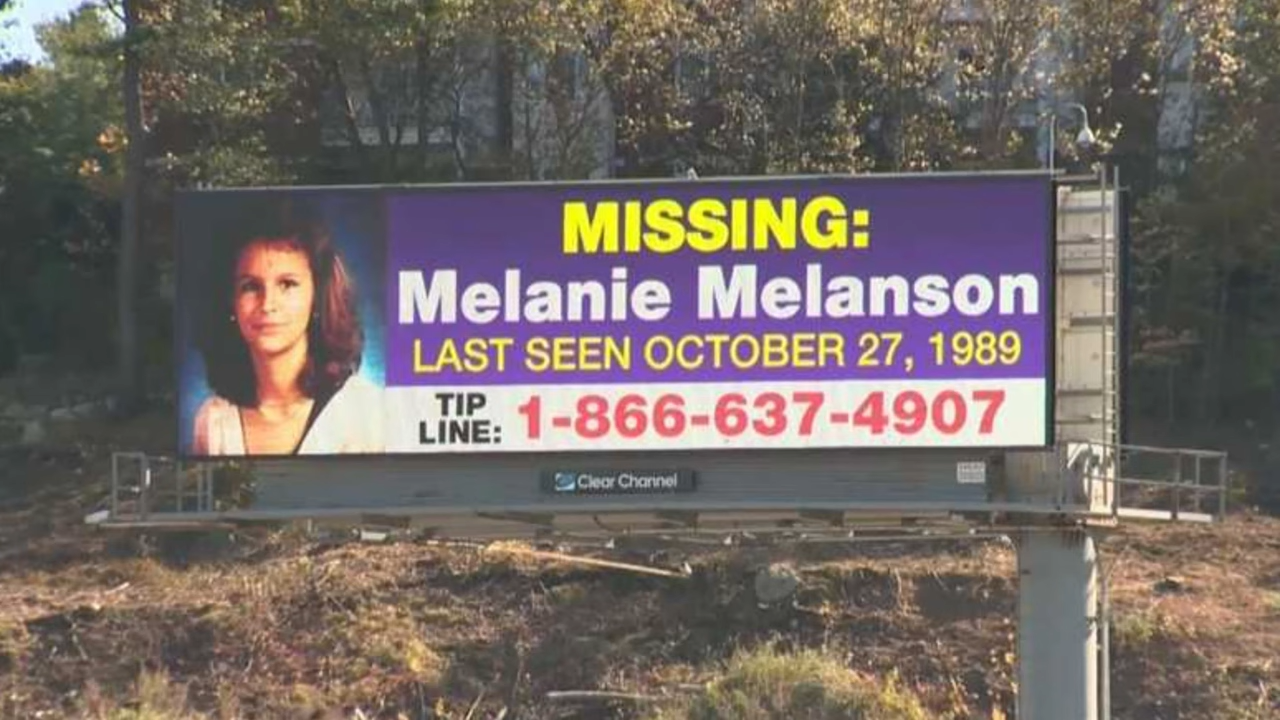 MISSING:
Melanie Melanson
LAST SEEN OCTOBER 27, 1989
TIP
LINE:
1-866-637-4907
Clear Channel